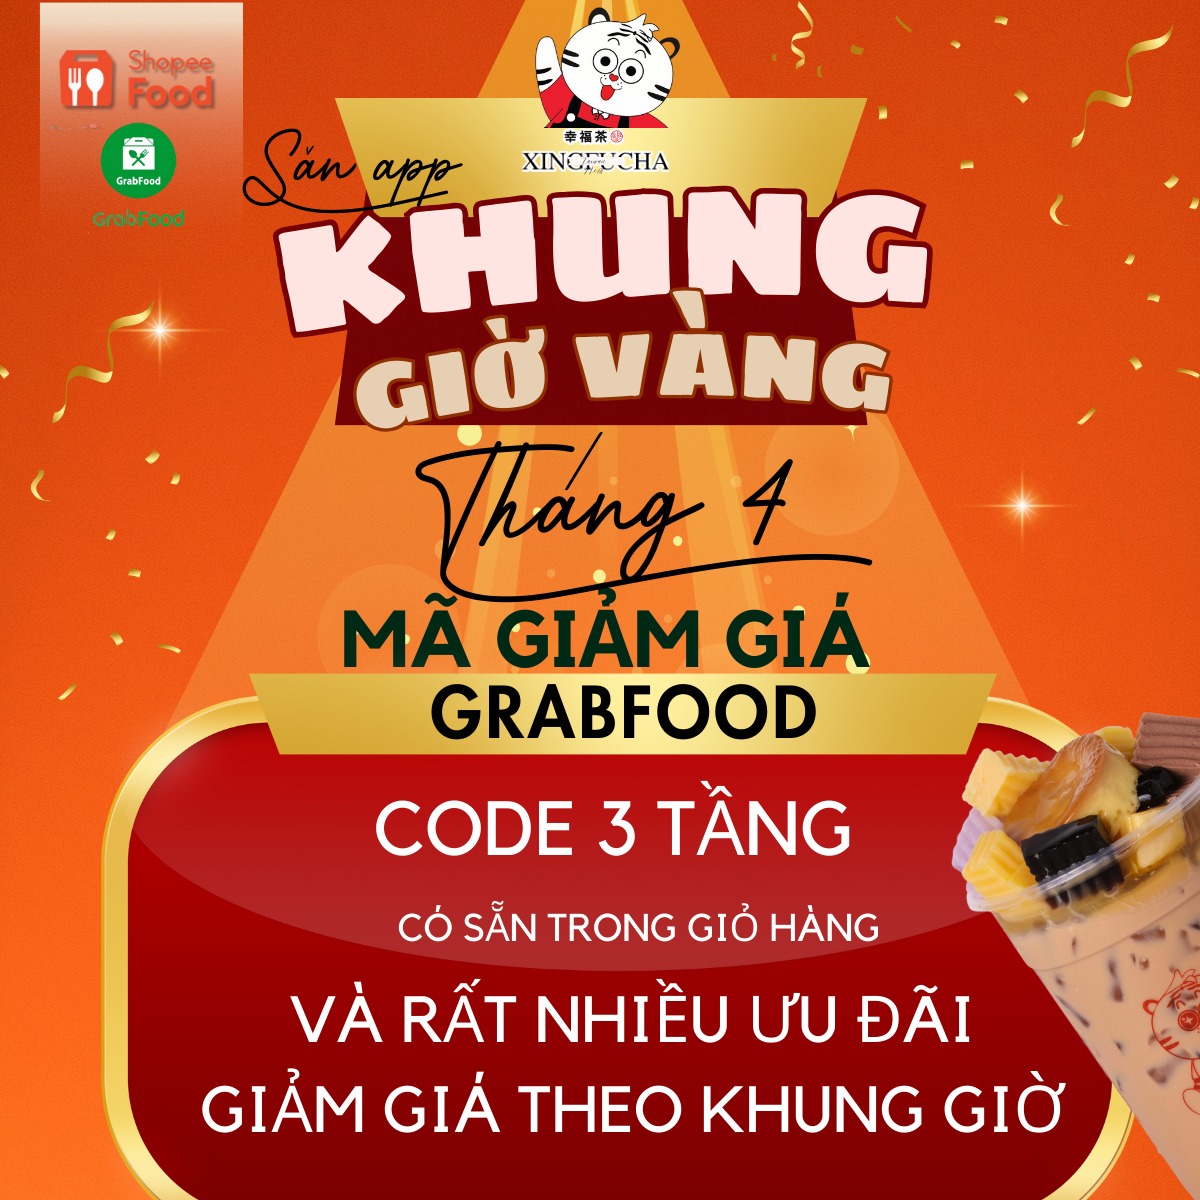 Shopee
Food
GrabFood
GrabFood
幸福茶
XINGFUCHA
Săn app
KHUNG
GIỜ VÀNG
Tháng 4
MÃ GIẢM GIÁ
GRABFOOD
CODE 3 TẦNG
CÓ SẴN TRONG GIỎ HÀNG
VÀ RẤT NHIỀU ƯU ĐÃI
GIẢM GIÁ THEO KHUNG GIỜ